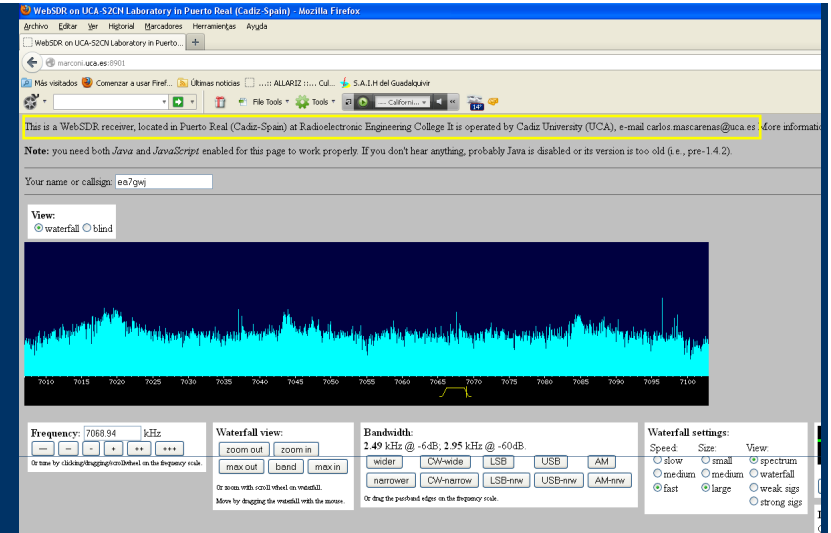 WebSDR on UCA-S2CN Laboratory in Puerto Real (Cadiz-Spain) - Mozilla Firefox
Archivo Editar Ver Historial Marcadores Herramientas Ayuda
WebSDR on UCA-S2CN Laboratory in Puerto... +
marconi.uca.es:8901
Más visitados Comenzar a usar Firef... Últimas noticias ...:: ALLARIZ ::... Cul... S.A.I.H del Guadalquivir
File Tools Tools --- Californi... 14°
This is a WebSDR receiver, located in Puerto Real (Cadiz-Spain) at Radioelectronic Engineering College It is operated by Cadiz University (UCA), e-mail carlos.mascarenas@uca.es More informatio
Note: you need both Java and JavaScript enabled for this page to work properly. If you don't hear anything, probably Java is disabled or its version is too old (i.e., pre-1.4.2).
Your name or callsign: ea7gwj
View:
waterfall blind
7010 7015 7020 7025 7030 7035 7040 7045 7050 7055 7060 7065 7070 7075 7080 7085 7090 7095 7100
Frequency: 7068.94 kHz
--- -- - + ++ +++
Or tune by clicking/dragging/scrollwheel on the frequency scale.
Waterfall view:
zoom out zoom in
max out band max in
Or zoom with scroll wheel on waterfall.
Move by dragging the waterfall with the mouse.
Bandwidth:
2.49 kHz @ -6dB; 2.95 kHz @ -60dB.
wider CW-wide LSB USB AM
narrower CW-narrow LSB-nrw USB-nrw AM-nrw
Or drag the passband edges on the frequency scale.
Waterfall settings:
Speed: Size: View:
slow small spectrum
medium medium waterfall
fast large weak sigs
strong sigs